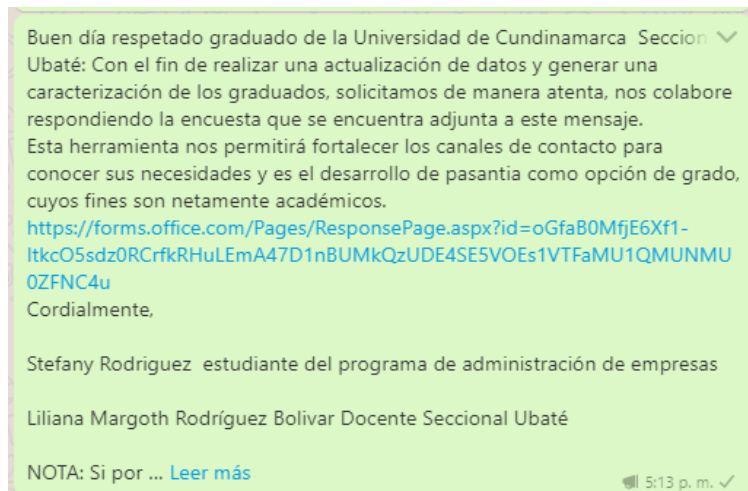 Buen día respetado graduado de la Universidad de Cundinamarca Seccion
Ubaté: Con el fin de realizar una actualización de datos y generar una
caracterización de los graduados, solicitamos de manera atenta, nos colabore
respondiendo la encuesta que se encuentra adjunta a este mensaje.
Esta herramienta nos permitirá fortalecer los canales de contacto para
conocer sus necesidades y es el desarrollo de pasantia como opción de grado,
cuyos fines son netamente académicos.
https://forms.office.com/Pages/ResponsePage.aspx?id=oGfaB0MfjE6Xf1-
ItkcO5sdz0RCrfkRHuLEmA47D1nBUMkQzUDE4SE5VOEs1VTFaMU1QMUNMU
0ZFNC4u
Cordialmente,
Stefany Rodriguez estudiante del programa de administración de empresas
Liliana Margoth Rodríguez Bolivar Docente Seccional Ubaté
NOTA: Si por ... Leer más
5:13 p. m.